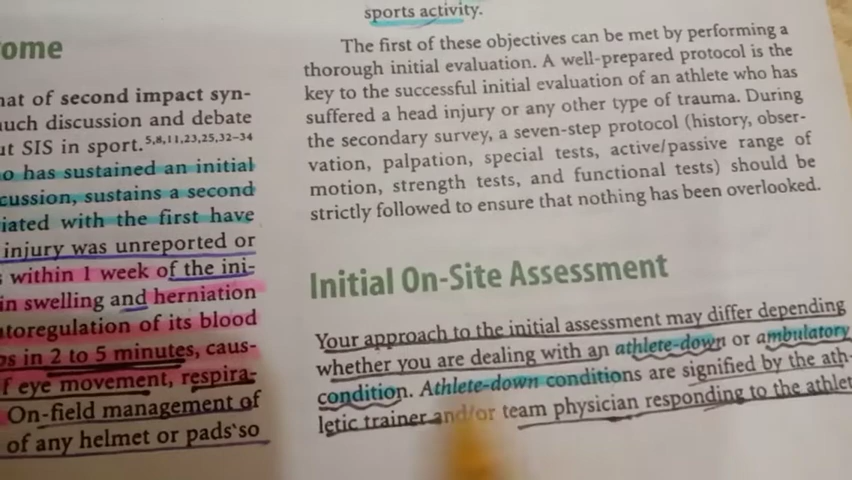 ome
hat of second impact syn-
uch discussion and debate
ut SIS in sport.5,8,11,23,25,32–34
o has sustained an initial
cussion, sustains a second
iated with the first have
injury was unreported or
s within 1 week of the ini-
in swelling and herniation
utoregulation of its blood
ps in 2 to 5 minutes, caus-
f eye movement, respira-
On-field management of
of any helmet or pads so
sports activity.
The first of these objectives can be met by performing a
thorough initial evaluation. A well-prepared protocol is the
key to the successful initial evaluation of an athlete who has
suffered a head injury or any other type of trauma. During
the secondary survey, a seven-step protocol (history, obser-
vation, palpation, special tests, active/passive range of
motion, strength tests, and functional tests) should be
strictly followed to ensure that nothing has been overlooked.
Initial On-Site Assessment
Your approach to the initial assessment may differ depending
whether you are dealing with an athlete-down or ambulatory
condition. Athlete-down conditions are signified by the ath-
letic trainer and/or team physician responding to the athlet